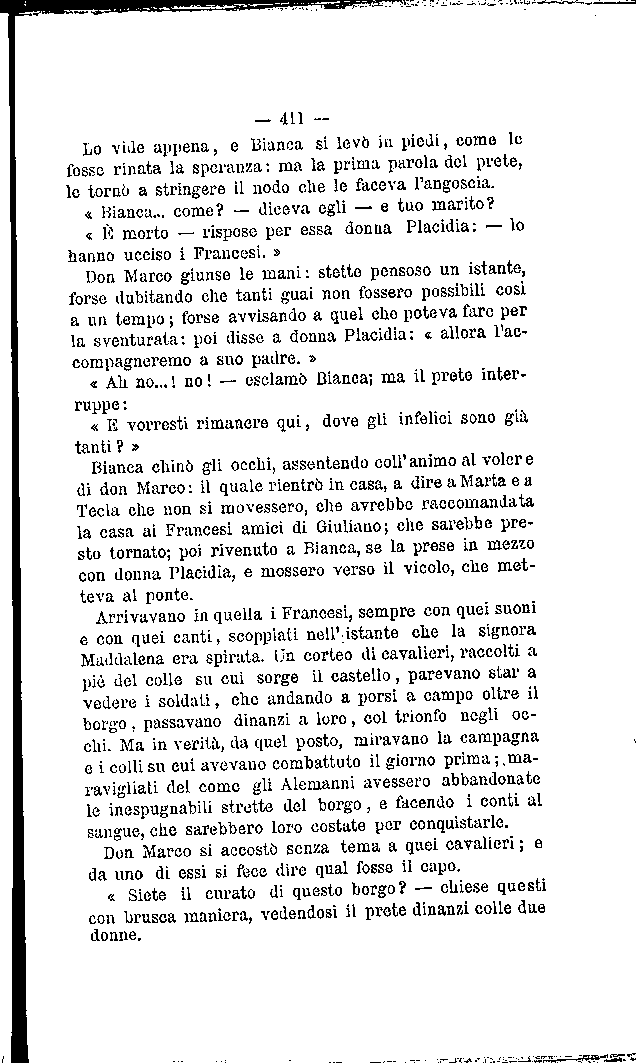 — 411 —
Lo vide appena, e Bianca si levò in piedi, come le
fosse rinata la speranza: ma la prima parola del prete,
le tornò a stringere il nodo che le faceva l'angoscia.
« Bianca... come? — diceva egli — e tuo marito?
« È morto — rispose per essa donna Placidia: — lo
hanno ucciso i Francesi. »
Don Marco giunse le mani: stette pensoso un istante,
forse dubitando che tanti guai non fossero possibili così
a un tempo; forse avvisando a quel che poteva fare per
la sventurata: poi disse a donna Placidia: « allora l'ac-
compagneremo a suo padre. »
« Ah no...! no! — esclamò Bianca; ma il prete inter-
ruppe:
« E vorresti rimanere qui, dove gli infelici sono già
tanti? »
Bianca chinò gli occhi, assentendo coll'animo al volere
di don Marco: il quale rientrò in casa, a dire a Marta e a
Tecla che non si movessero, che avrebbe raccomandata
la casa ai Francesi amici di Giuliano; che sarebbe pre-
sto tornato; poi rivenuto a Bianca, se la prese in mezzo
con donna Placidia, e mossero verso il vicolo, che met-
teva al ponte.
Arrivavano in quella i Francesi, sempre con quei suoni
e con quei canti, scoppiati nell'istante che la signora
Maddalena era spirata. Un corteo di cavalieri, raccolti a
piè del colle su cui sorge il castello, parevano star a
vedere i soldati, che andando a porsi a campo oltre il
borgo, passavano dinanzi a loro, col trionfo negli oc-
chi. Ma in verità, da quel posto, miravano la campagna
e i colli su cui avevano combattuto il giorno prima; ma-
ravigliati del come gli Alemanni avessero abbandonate
le inespugnabili strette del borgo, e facendo i conti al
sangue, che sarebbero loro costate per conquistarle.
Don Marco si accostò senza tema a quei cavalieri; e
da uno di essi si fece dire qual fosse il capo.
« Siete il curato di questo borgo? — chiese questi
con brusca maniera, vedendosi il prete dinanzi colle due
donne.